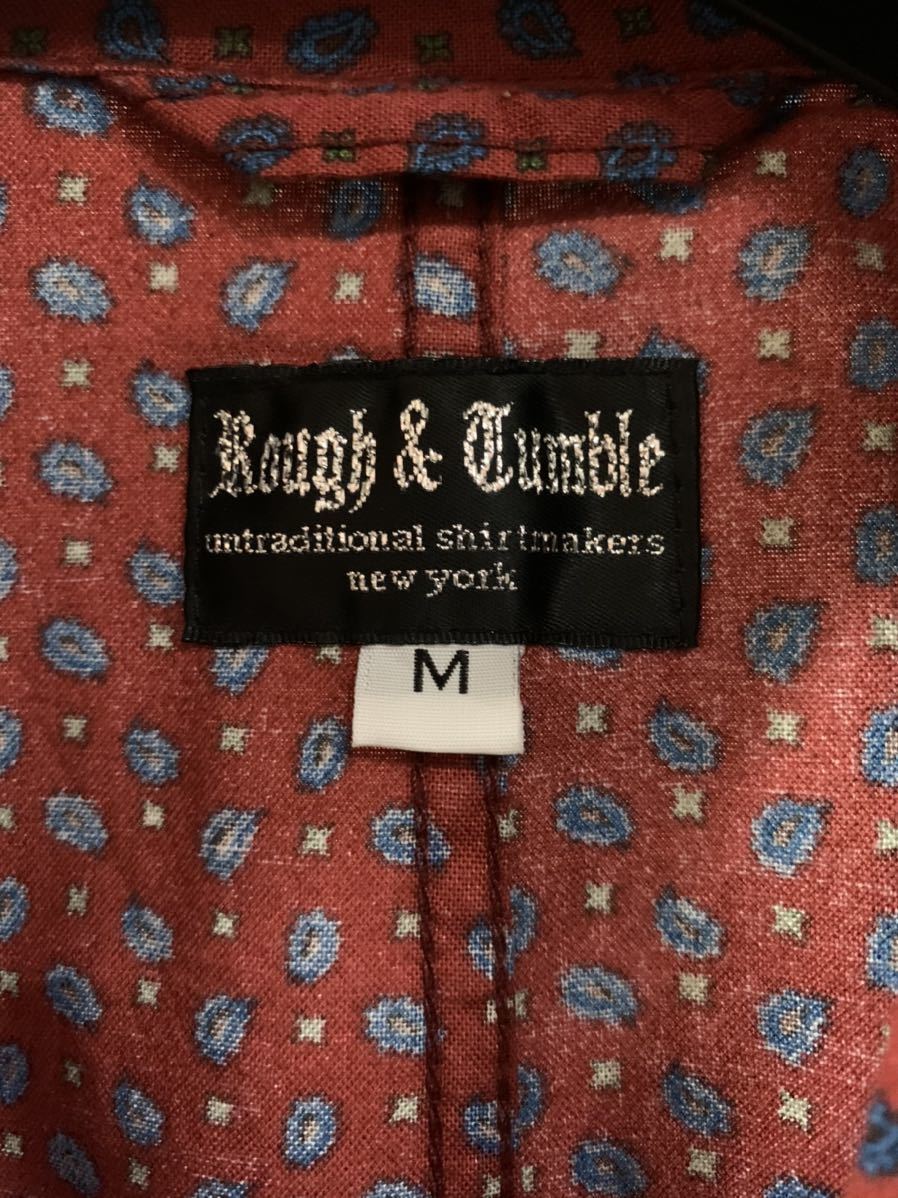 Rough & Tumble
untraditional shirtmakers
new york
M